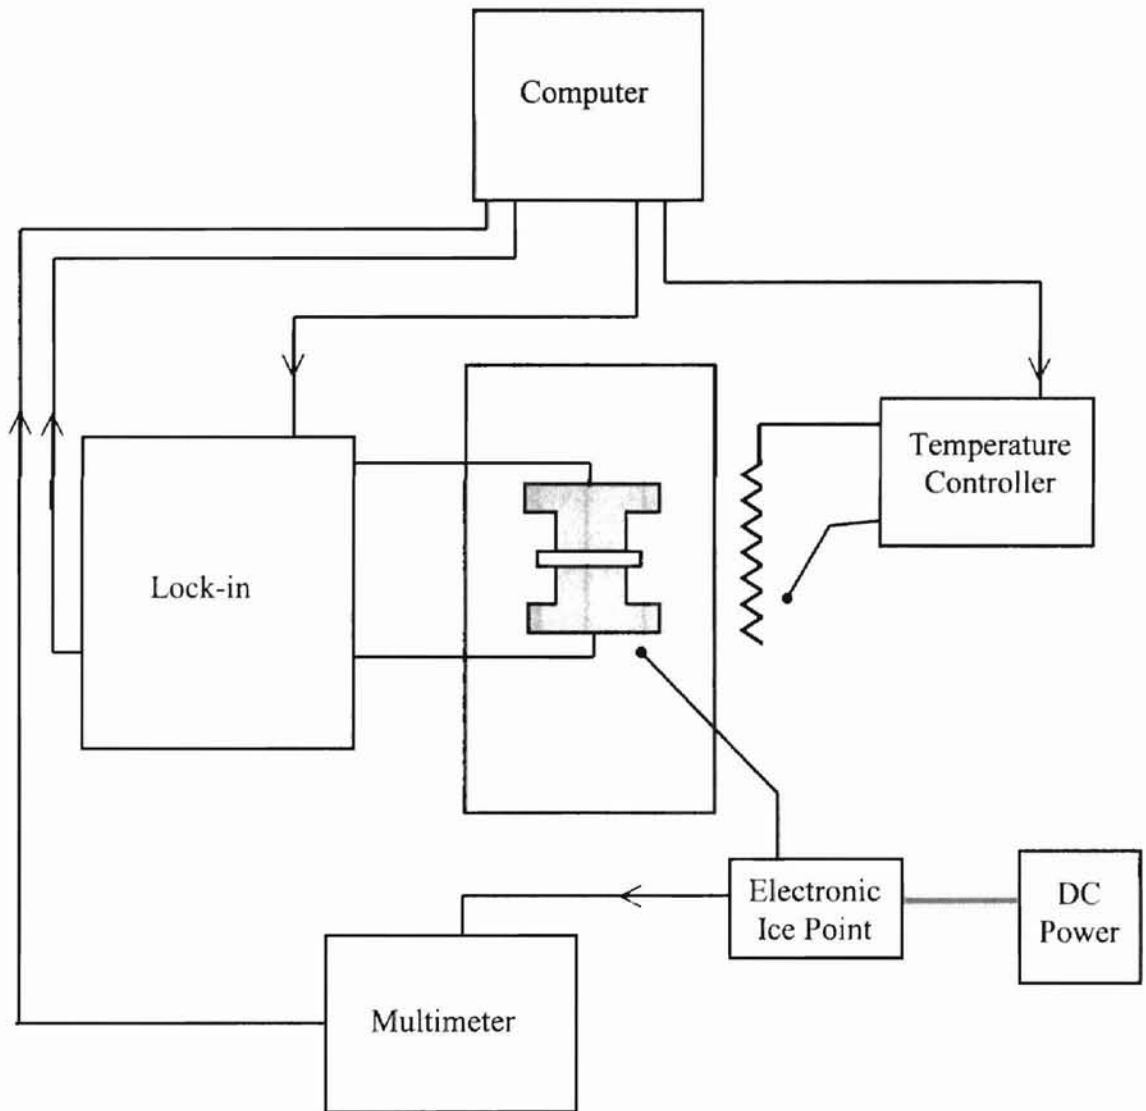 Computer
Temperature
Controller
Lock-in
Electronic
Ice Point
DC
Power
Multimeter